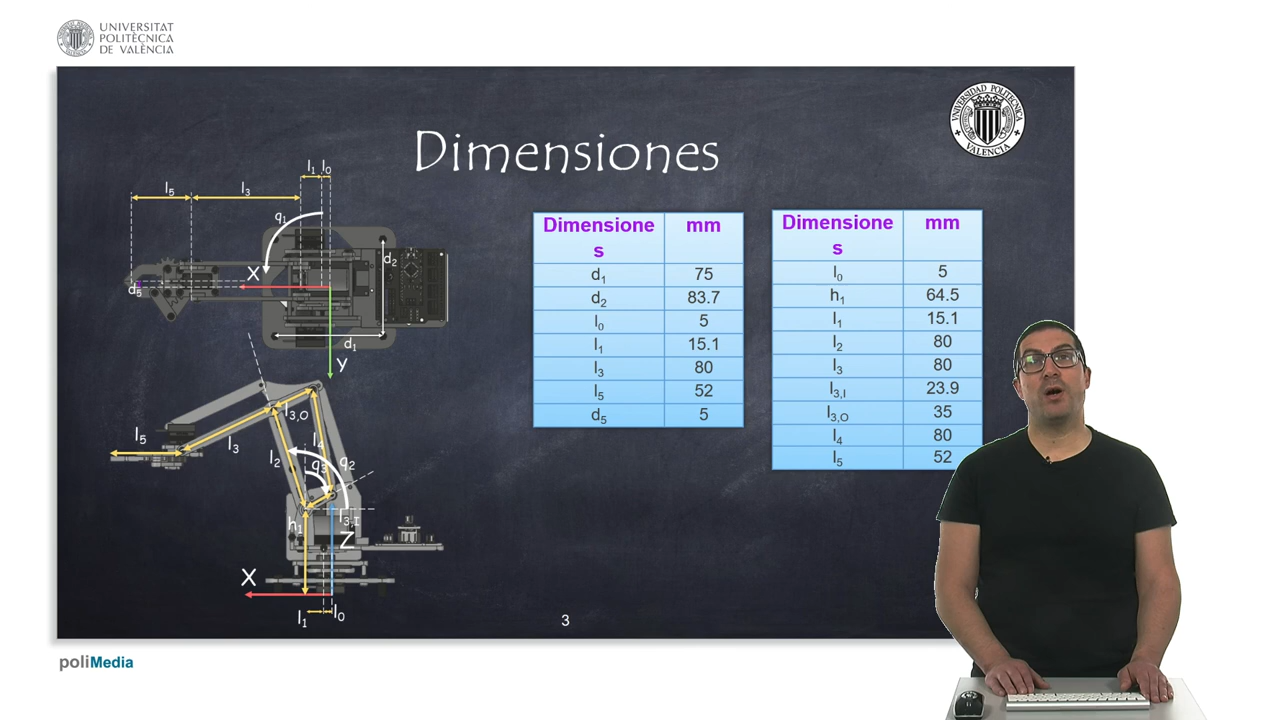 UNIVERSITAT
POLITÈCNICA
DE VALÈNCIA
UNIVERSIDAD POLITECNICA
VALENCIA
Dimensiones
l1 l0
l5 l3
q1
d2
X
d5
d1
Y
l3,O
l5
l3
l4
l2
q3 q2
l3,I
h1
Z
X
l1 l0
Dimensione
s
mm
d1 75
d2 83.7
l0 5
l1 15.1
l3 80
l5 52
d5 5
Dimensione
s
mm
l0 5
h1 64.5
l1 15.1
l2 80
l3 80
l3,I 23.9
l3,O 35
l4 80
l5 52
3
poliMedia